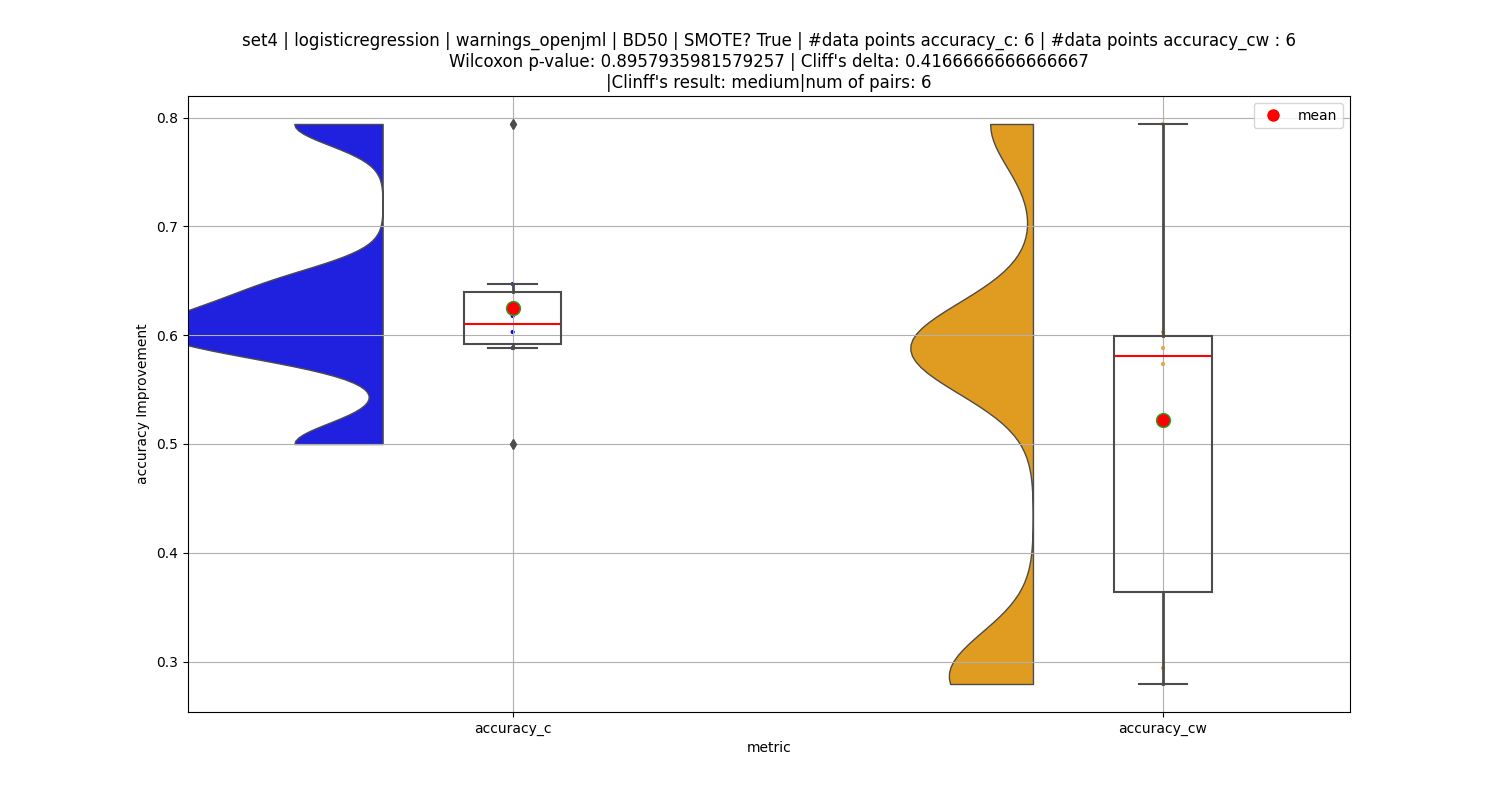 set4 | logisticregression | warnings_openjml | BD50 | SMOTE? True | #data points accuracy_c: 6 | #data points accuracy_cw : 6
Wilcoxon p-value: 0.8957935981579257 | Cliff's delta: 0.4166666666666667
|Clinff's result: medium|num of pairs: 6
mean
0.8
0.7
0.6
0.5
0.4
0.3
accuracy Improvement
accuracy_c
accuracy_cw
metric